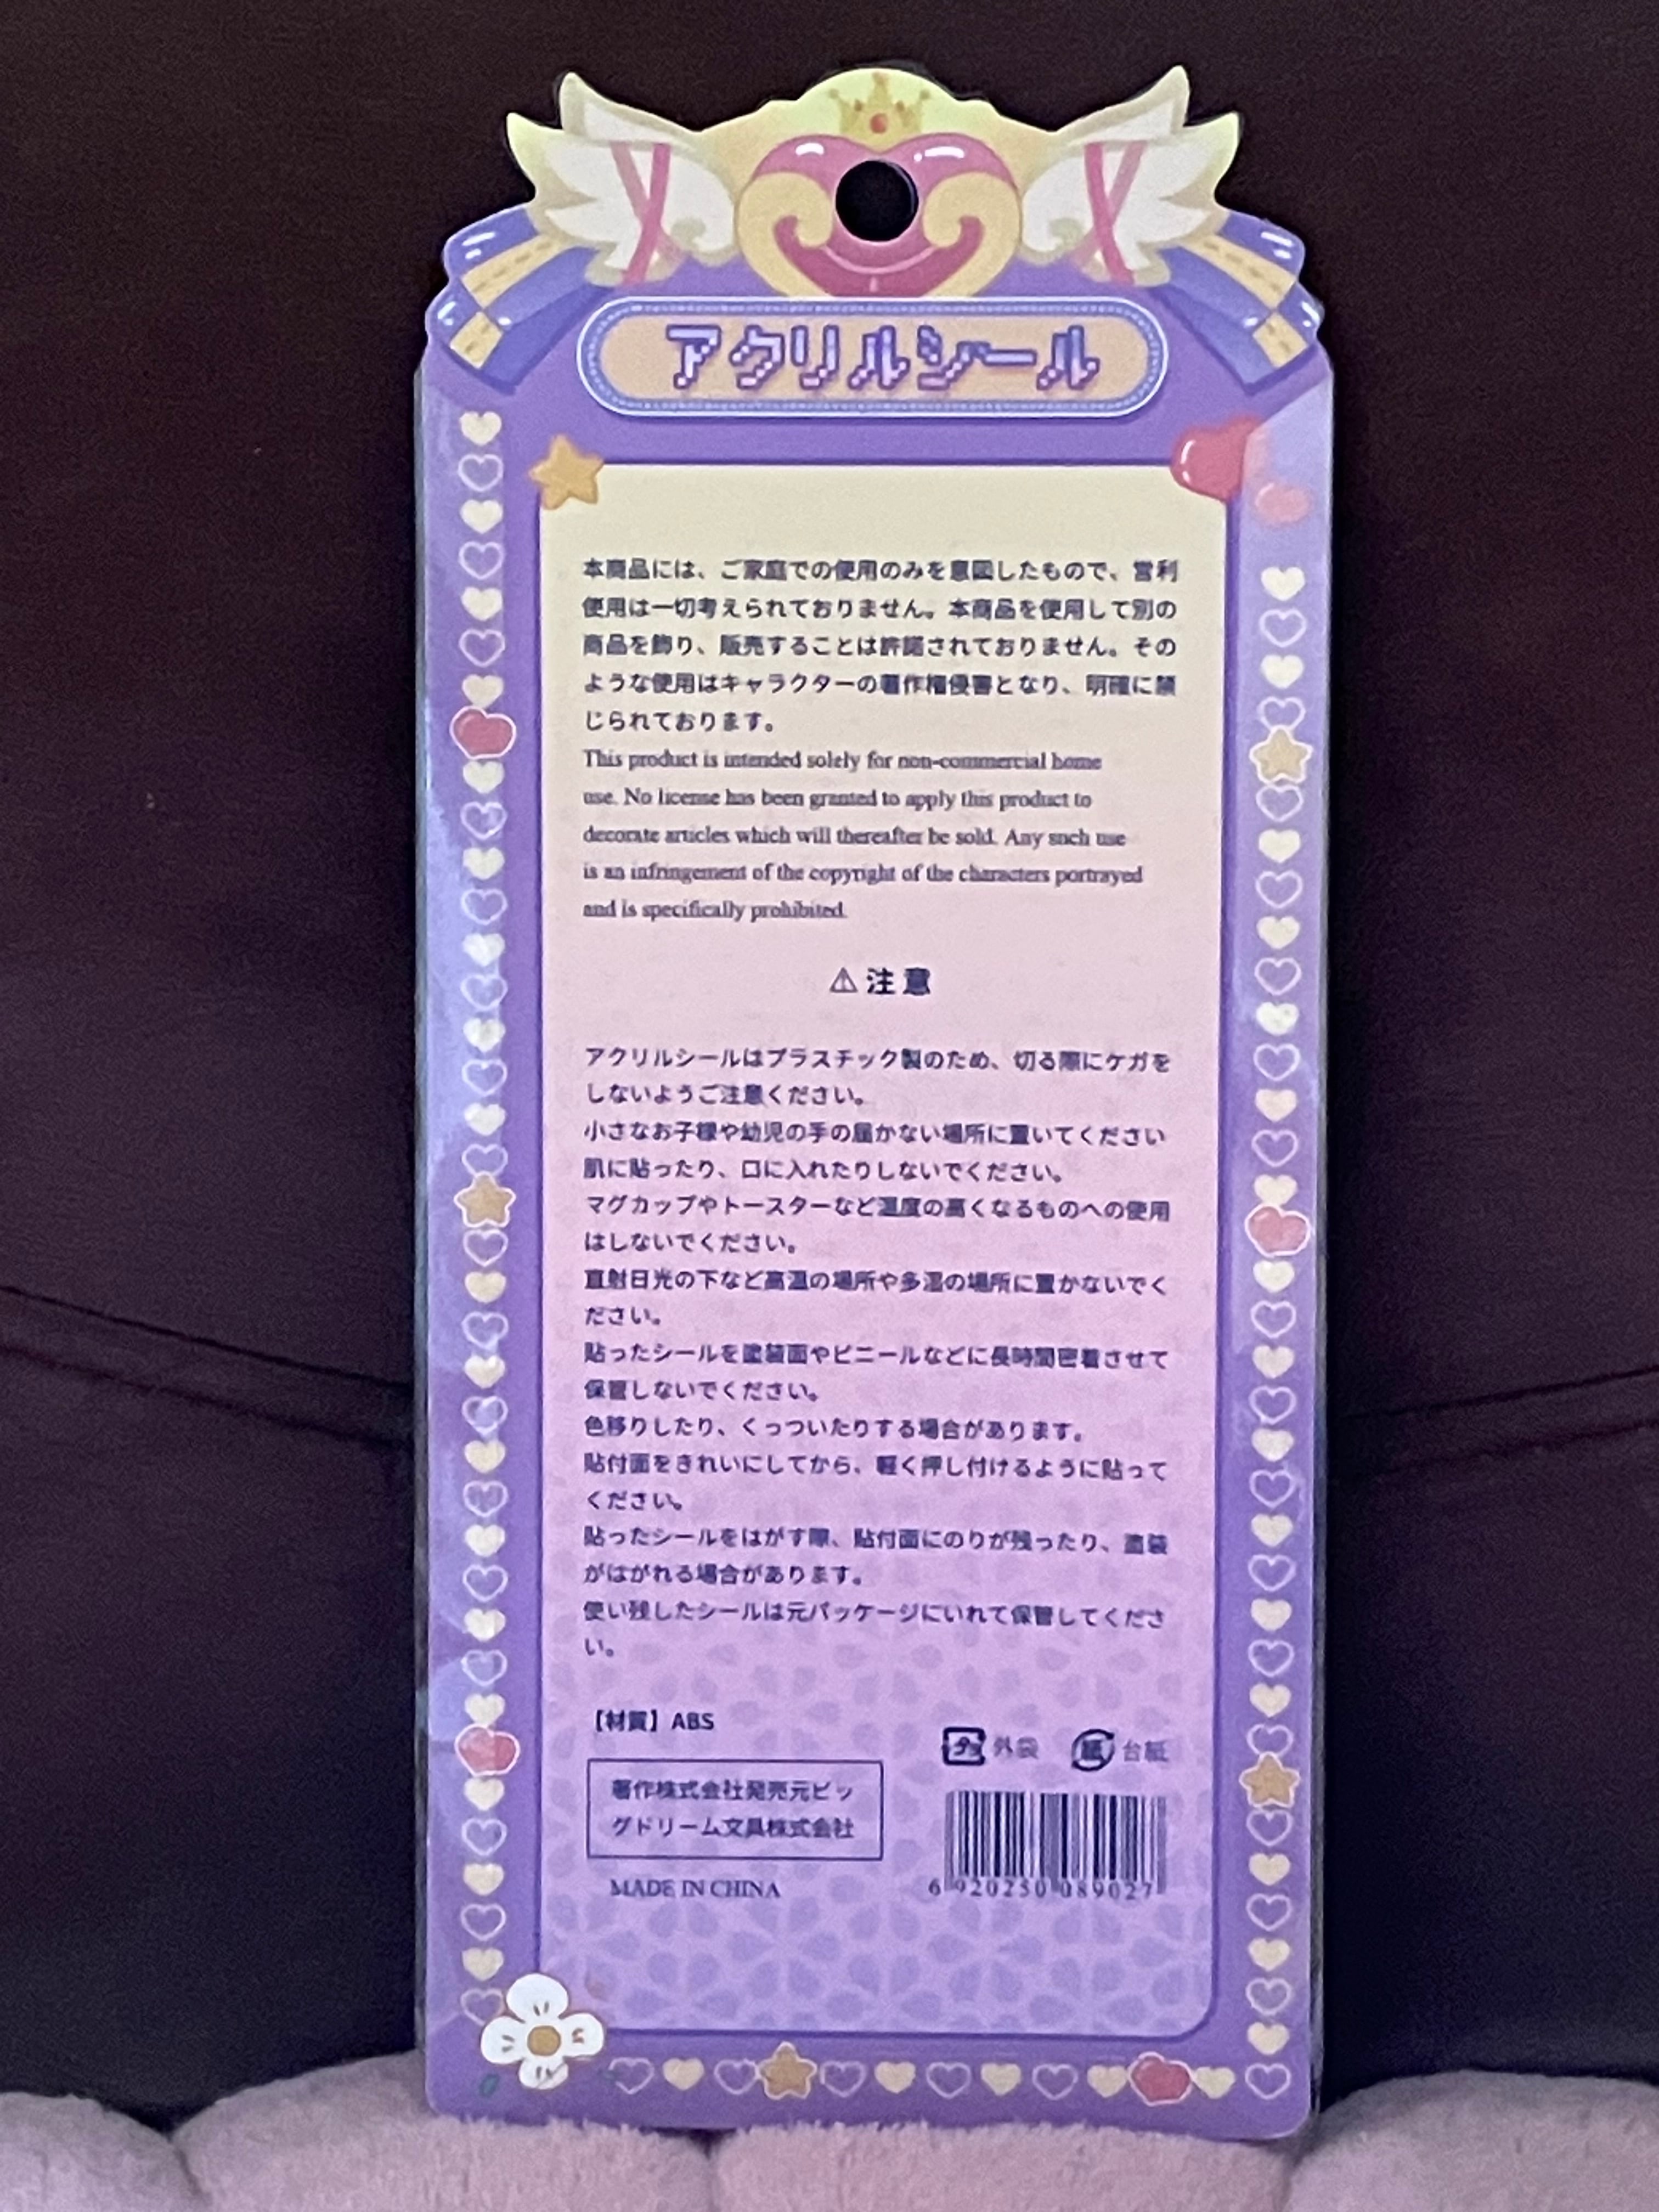 アクリルシール
本商品には、ご家庭での使用のみを意図したもので、営利
使用は一切考えられておりません。本商品を使用して別の
商品を飾り、販売することは許諾されておりません。その
ような使用はキャラクターの著作権侵害となり、明確に禁
じられております。
This product is intended solely for non-commercial home
use. No license has been granted to apply this product to
decorate articles which will thereafter be sold. Any snch use
is an infringement of the copyright of the characters portrayed
and is specifically prohibited.
⚠注意
アクリルシールはプラスチック製のため、切る際にケガを
しないようご注意ください。
小さなお子様や幼児の手の届かない場所に置いてください
肌に貼ったり、口に入れたりしないでください。
マグカップやトースターなど温度の高くなるものへの使用
はしないでください。
直射日光の下など高温の場所や多湿の場所に置かないでく
ださい。
貼ったシールを塗装面やビニールなどに長時間密着させて
保管しないでください。
色移りしたり、くっついたりする場合があります。
貼付面をきれいにしてから、軽く押し付けるように貼って
ください。
貼ったシールをはがす際、貼付面にのりが残ったり、塗装
がはがれる場合があります。
使い残したシールは元パッケージにいれて保管してくださ
い。
【材質】ABS
プラ 外袋 紙 台紙
著作株式会社発売元ビッ
グドリーム文具株式会社
MADE IN CHINA
6 920250 089027